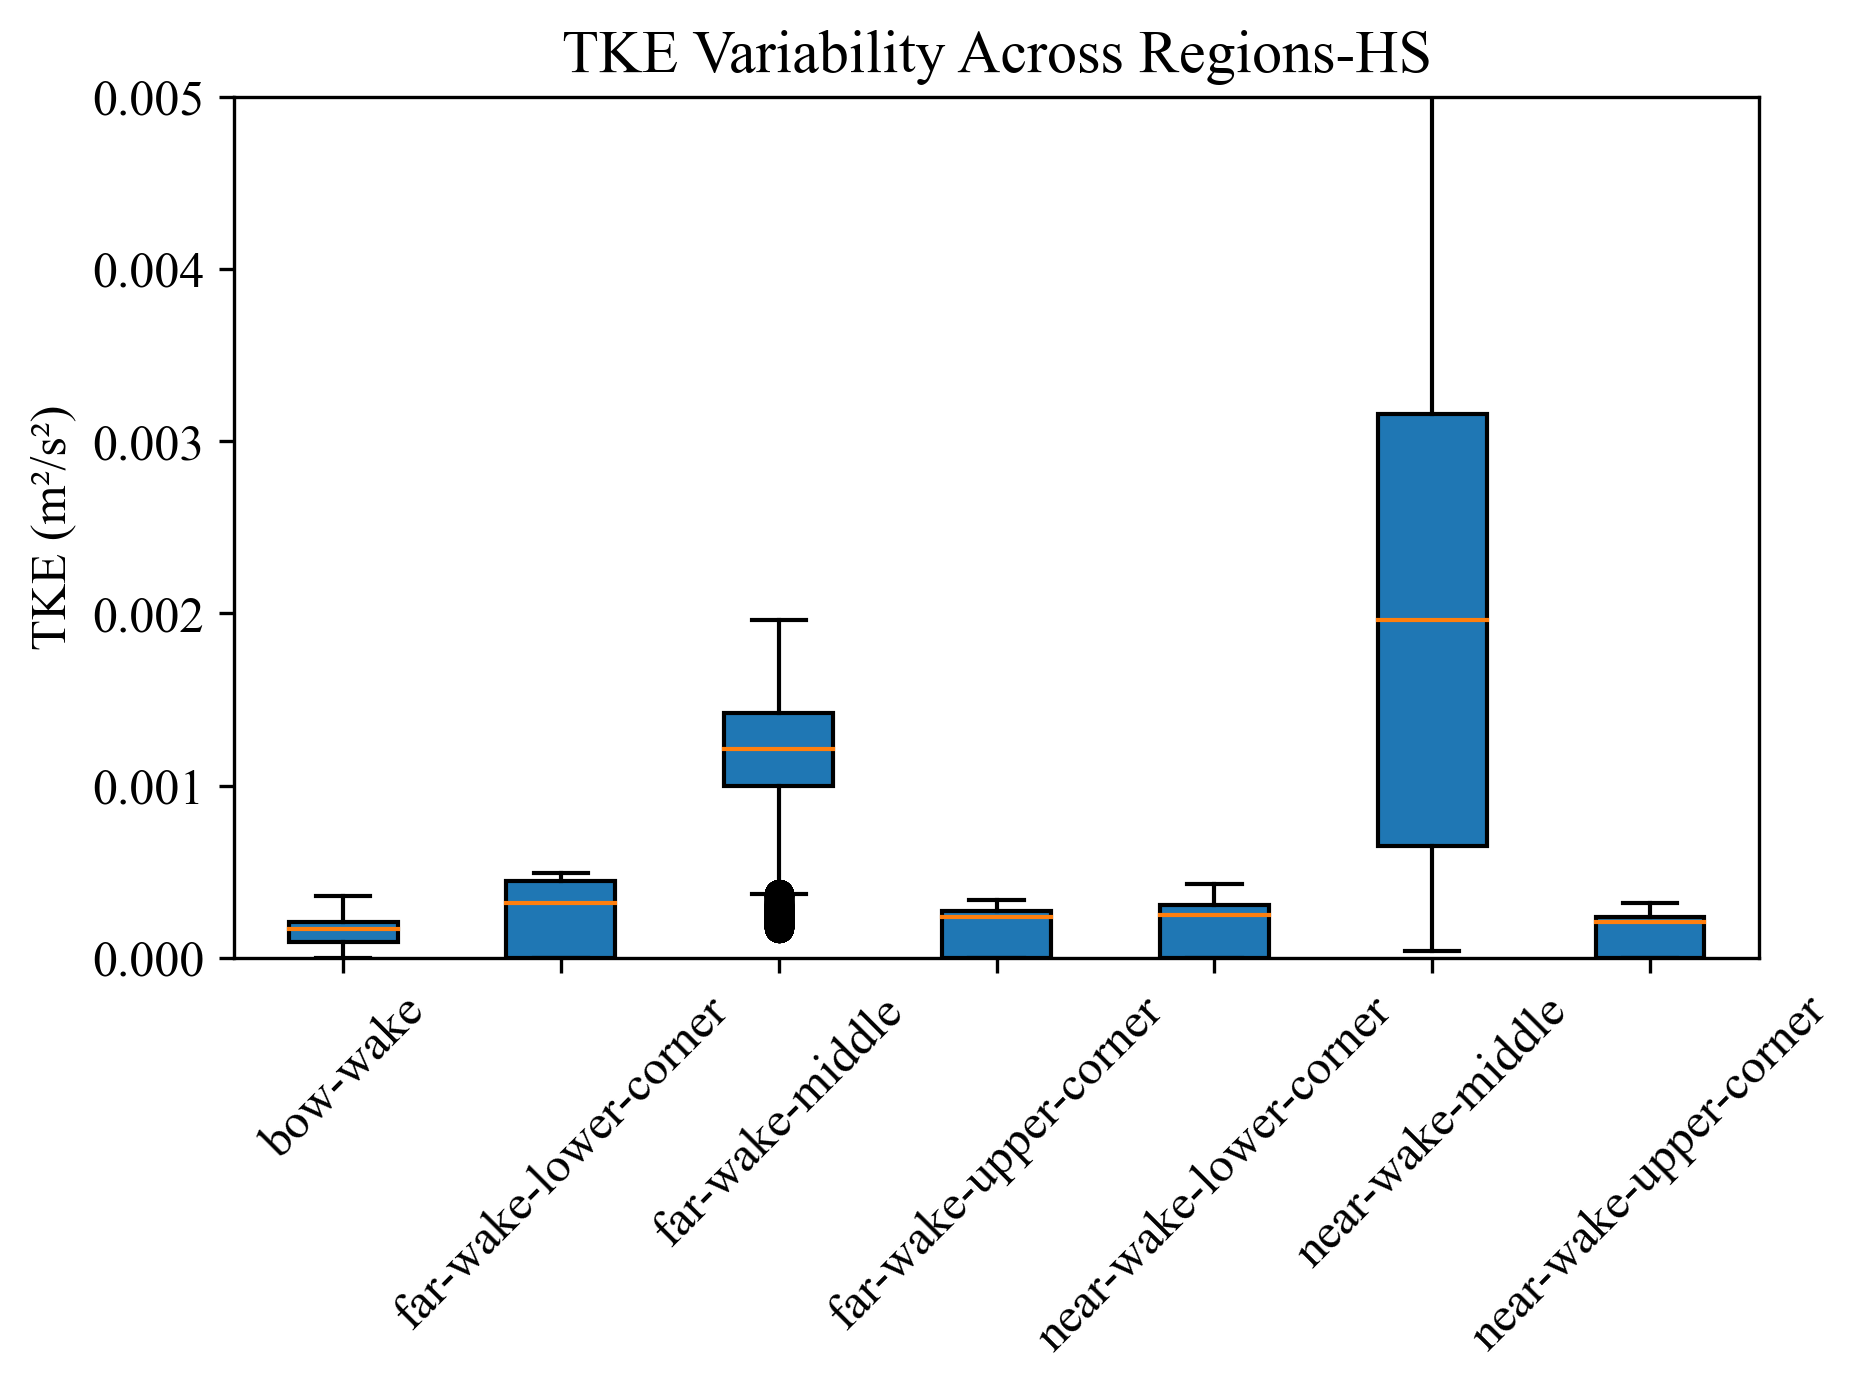 TKE Variability Across Regions-HS
0.005
0.004
0.003
0.002
0.001
0.000
TKE (m²/s²)
bow-wake
far-wake-lower-corner
far-wake-middle
far-wake-upper-corner
near-wake-lower-corner
near-wake-middle
near-wake-upper-corner